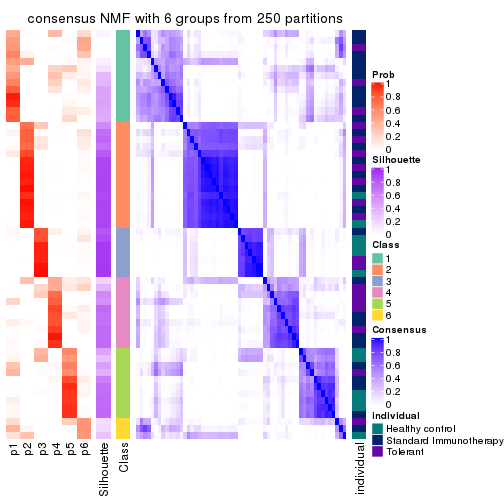 consensus NMF with 6 groups from 250 partitions
Prob
1
0.8
0.6
0.4
0.2
0
Silhouette
1
0.8
0.6
0.4
0.2
0
Class
1
2
3
4
5
6
Consensus
1
0.8
0.6
0.4
0.2
0
individual
Healthy control
Standard Immunotherapy
Tolerant
p1
p2
p3
p4
p5
p6
Silhouette
Class
individual